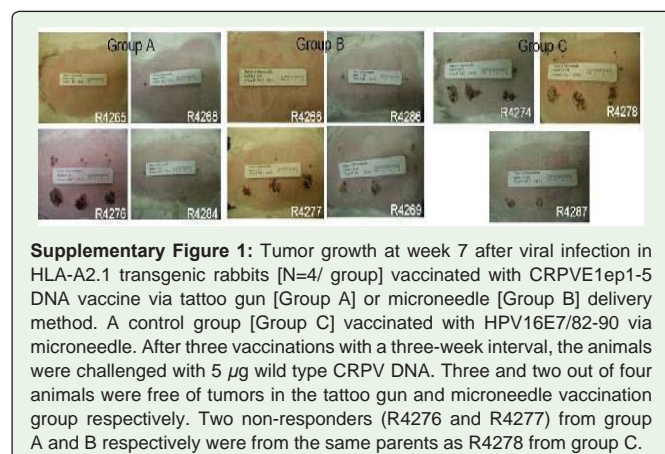 Group A
Group B
Group C
R4265
R4268
R4266
R4286
R4274
R4278
R4276
R4284
R4277
R4269
R4287
Supplementary Figure 1: Tumor growth at week 7 after viral infection in
HLA-A2.1 transgenic rabbits [N=4/ group] vaccinated with CRPVE1ep1-5
DNA vaccine via tattoo gun [Group A] or microneedle [Group B] delivery
method. A control group [Group C] vaccinated with HPV16E7/82-90 via
microneedle. After three vaccinations with a three-week interval, the animals
were challenged with 5 µg wild type CRPV DNA. Three and two out of four
animals were free of tumors in the tattoo gun and microneedle vaccination
group respectively. Two non-responders (R4276 and R4277) from group
A and B respectively were from the same parents as R4278 from group C.